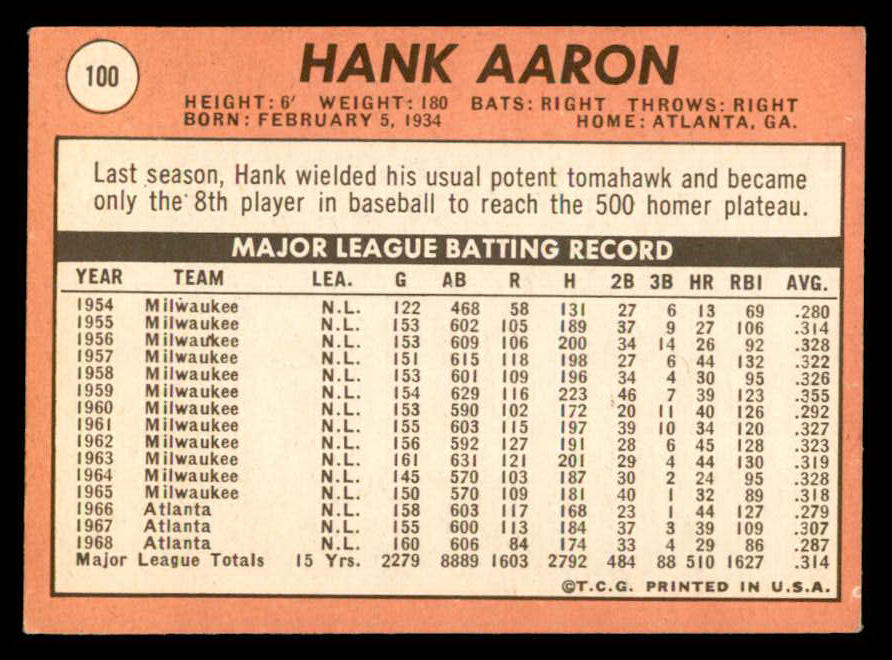 100
HANK AARON
HEIGHT: 6' WEIGHT: 180 BATS: RIGHT THROWS: RIGHT
BORN: FEBRUARY 5, 1934 HOME: ATLANTA, GA.
Last season, Hank wielded his usual potent tomahawk and became
only the 8th player in baseball to reach the 500 homer plateau.
MAJOR LEAGUE BATTING RECORD
YEAR TEAM LEA. G AB R H 2B 3B HR RBI AVG.
1954 Milwaukee N.L. 122 468 58 131 27 6 13 69 .280
1955 Milwaukee N.L. 153 602 105 189 37 9 27 106 .314
1956 Milwaukee N.L. 153 609 106 200 34 14 26 92 .328
1957 Milwaukee N.L. 151 615 118 198 27 6 44 132 .322
1958 Milwaukee N.L. 153 601 109 196 34 4 30 95 .326
1959 Milwaukee N.L. 154 629 116 223 46 7 39 123 .355
1960 Milwaukee N.L. 153 590 102 172 20 11 40 126 .292
1961 Milwaukee N.L. 155 603 115 197 39 10 34 120 .327
1962 Milwaukee N.L. 156 592 127 191 28 6 45 128 .323
1963 Milwaukee N.L. 161 631 121 201 29 4 44 130 .319
1964 Milwaukee N.L. 145 570 103 187 30 2 24 95 .328
1965 Milwaukee N.L. 150 570 109 181 40 1 32 89 .318
1966 Atlanta N.L. 158 603 117 168 23 1 44 127 .279
1967 Atlanta N.L. 155 600 113 184 37 3 39 109 .307
1968 Atlanta N.L. 160 606 84 174 33 4 29 86 .287
Major League Totals 15 Yrs. 2279 8889 1603 2792 484 88 510 1627 .314
©T.C.G. PRINTED IN U.S.A.